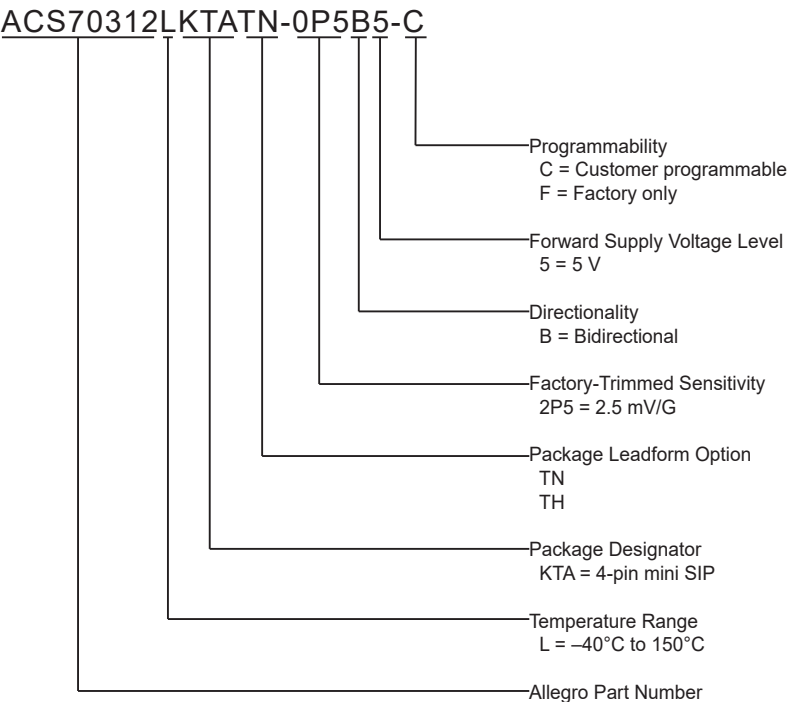 ACS70312LKTATN-0P5B5-C
Programmability
C = Customer programmable
F = Factory only
Forward Supply Voltage Level
5 = 5 V
Directionality
B = Bidirectional
Factory-Trimmed Sensitivity
2P5 = 2.5 mV/G
Package Leadform Option
TN
TH
Package Designator
KTA = 4-pin mini SIP
Temperature Range
L = –40°C to 150°C
Allegro Part Number